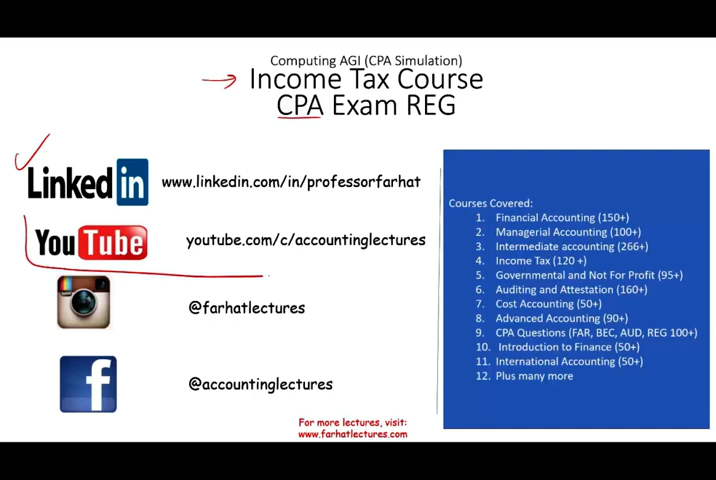 Computing AGI (CPA Simulation)
Income Tax Course
CPA Exam REG
Linked in
www.linkedin.com/in/professorfarhat
YouTube
youtube.com/c/accountinglectures
@farhatlectures
f
@accountinglectures
For more lectures, visit:
www.farhatlectures.com
Courses Covered:
1. Financial Accounting (150+)
2. Managerial Accounting (100+)
3. Intermediate accounting (266+)
4. Income Tax (120 +)
5. Governmental and Not For Profit (95+)
6. Auditing and Attestation (160+)
7. Cost Accounting (50+)
8. Advanced Accounting (90+)
9. CPA Questions (FAR, BEC, AUD, REG 100+)
10. Introduction to Finance (50+)
11. International Accounting (50+)
12. Plus many more